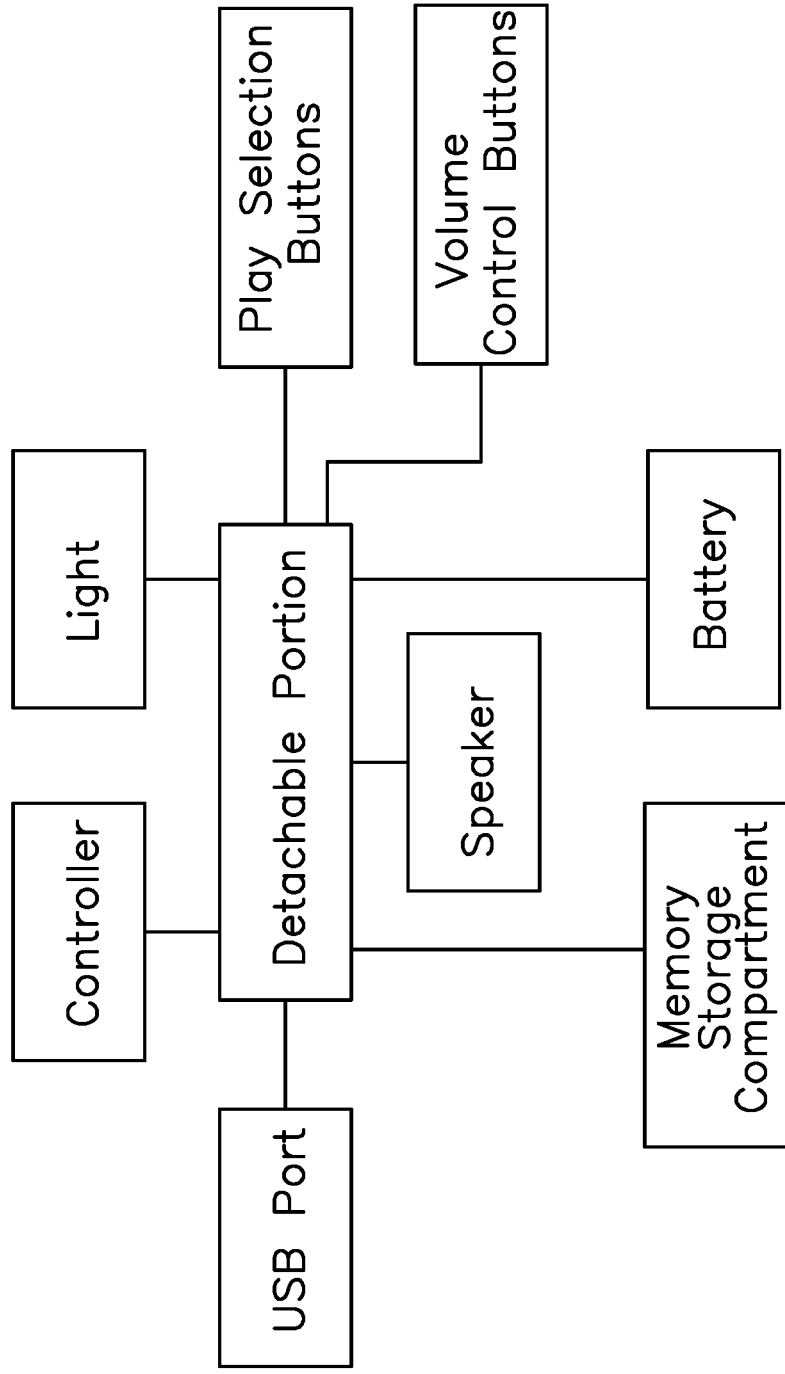 Controller
Light
USB Port
Detachable Portion
Play Selection
Buttons
Speaker
Volume
Control Buttons
Memory
Storage
Compartment
Battery